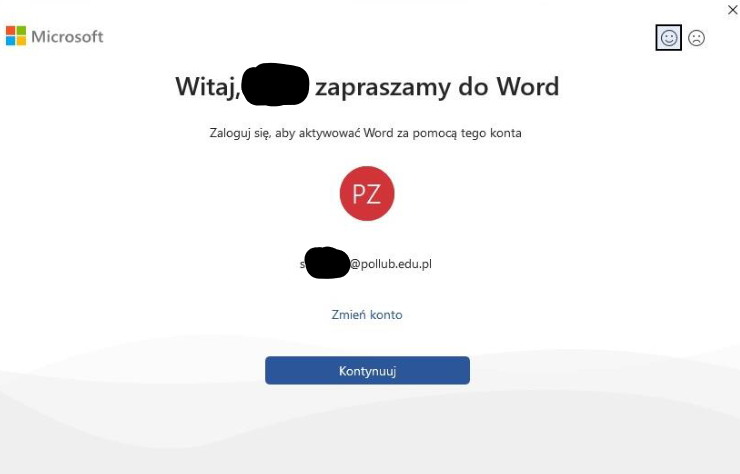 Microsoft
Witaj, zapraszamy do Word
Zaloguj się, aby aktywować Word za pomocą tego konta
PZ
s @pollub.edu.pl
Zmień konto
Kontynuuj